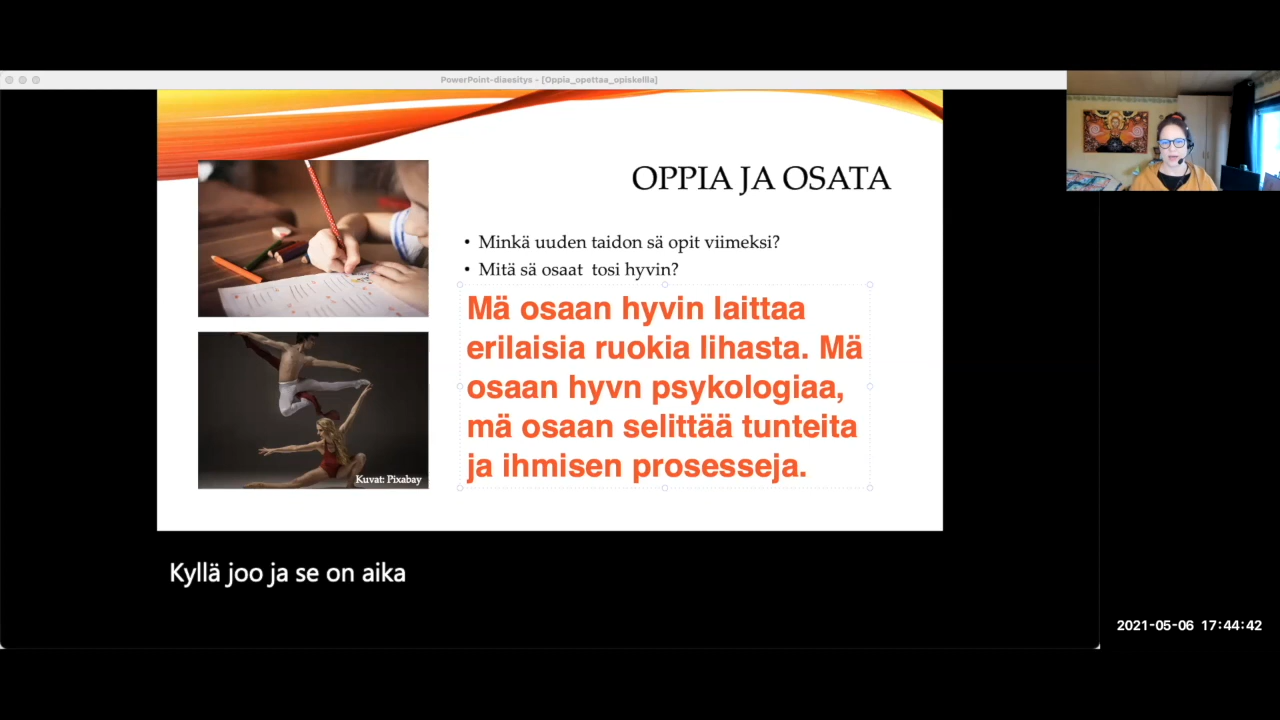 PowerPoint-diaesitys - [Oppia_opettaa_opiskellla]
OPPIA JA OSATA
• Minkä uuden taidon sä opit viimeksi?
• Mitä sä osaat tosi hyvin?
Mä osaan hyvin laittaa
erilaisia ruokia lihasta. Mä
osaan hyvn psykologiaa,
mä osaan selittää tunteita
ja ihmisen prosesseja.
Kuvat: Pixabay
Kyllä joo ja se on aika
2021-05-06 17:44:42